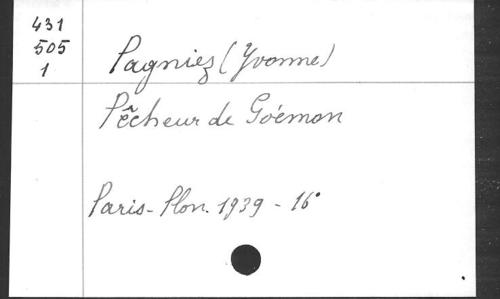 431
505
1
Pagniez (Yvonne)
Pêcheur de Goémon
Paris - Plon. 1939 - 16°